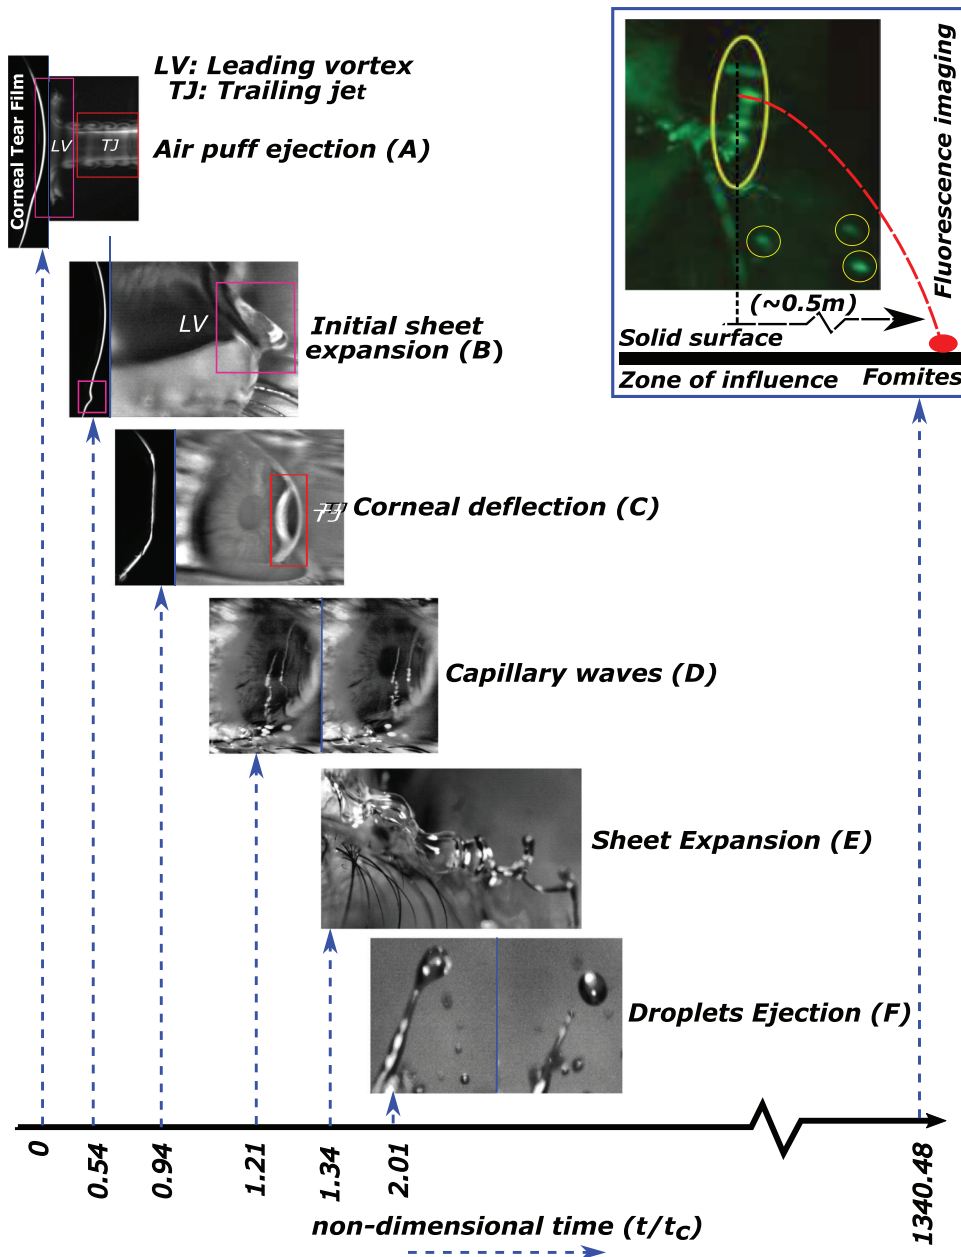 LV: Leading vortex
TJ: Trailing jet
Corneal Tear Film
LV
TJ
Air puff ejection (A)
LV
Initial sheet
expansion (B)
TJ
Corneal deflection (C)
Capillary waves (D)
Sheet Expansion (E)
Droplets Ejection (F)
Fluorescence imaging
(~0.5m)
Solid surface
Zone of influence
Fomites
0
0.54
0.94
1.21
1.34
2.01
1340.48
non-dimensional time (t/tc)